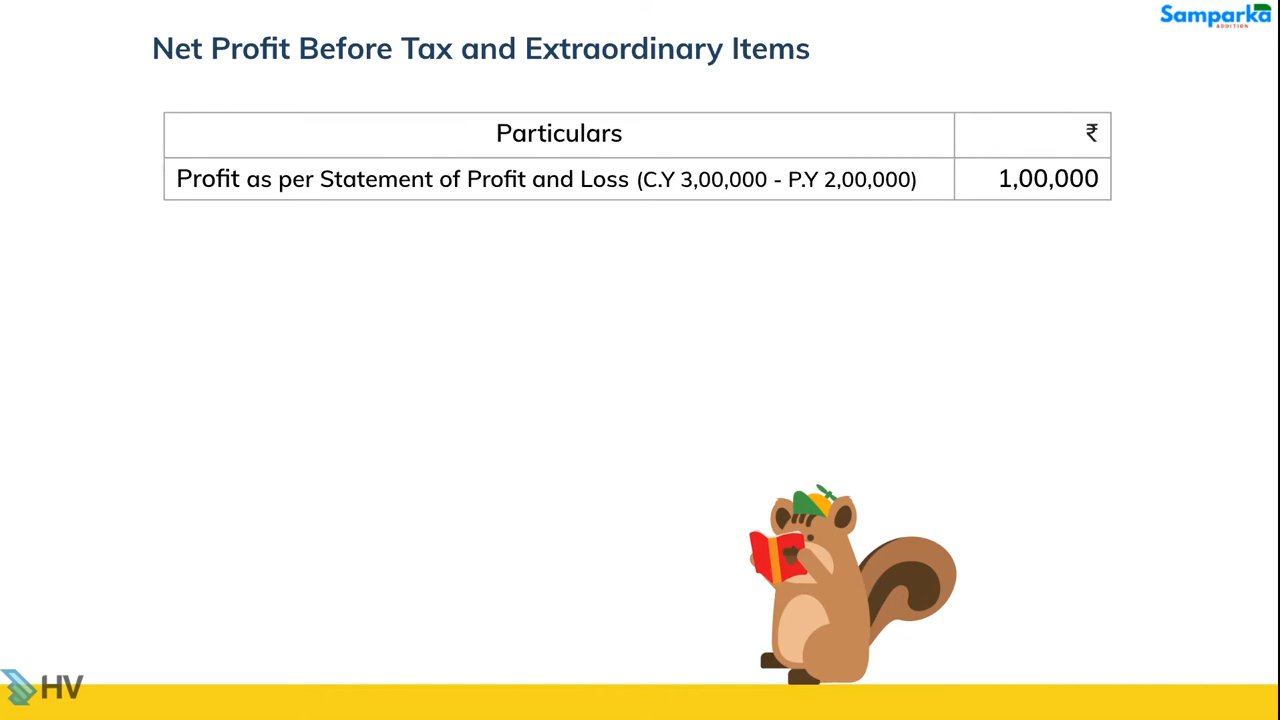 Samparka
ADDITION
Net Profit Before Tax and Extraordinary Items
Particulars ₹
Profit as per Statement of Profit and Loss (C.Y 3,00,000 - P.Y 2,00,000) 1,00,000
HV